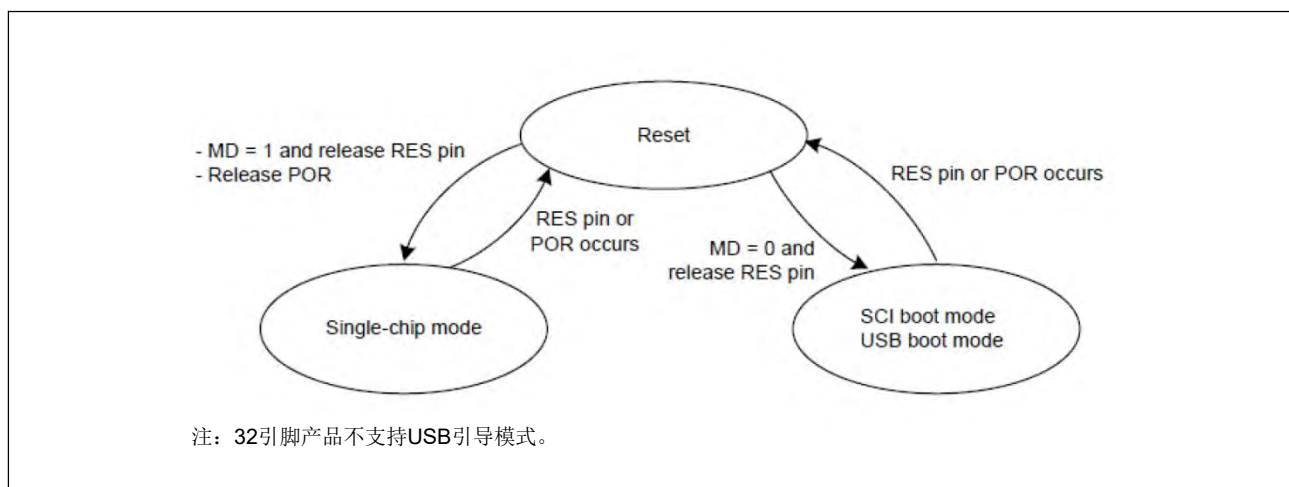 Reset
- MD = 1 and release RES pin
- Release POR
RES pin or POR occurs
RES pin or
POR occurs
MD = 0 and
release RES pin
Single-chip mode
SCI boot mode
USB boot mode
注：32引脚产品不支持USB引导模式。